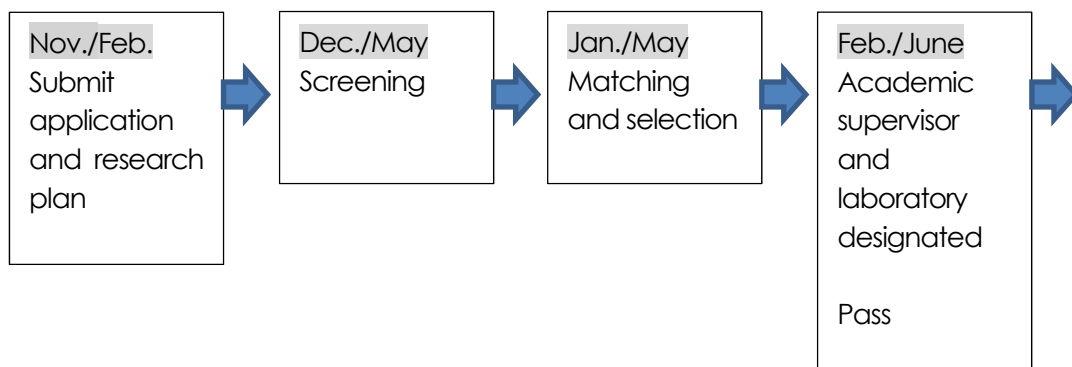 Nov./Feb.
Submit
application
and research
plan
Dec./May
Screening
Jan./May
Matching
and selection
Feb./June
Academic
supervisor
and
laboratory
designated
Pass